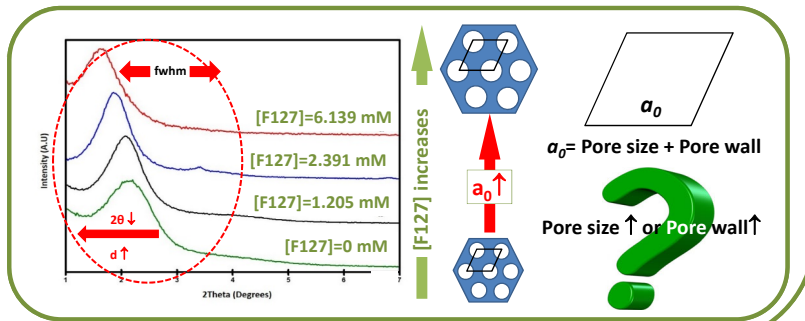 Intensity (A.U)
fwhm
[F127]=6.139 mM
[F127]=2.391 mM
[F127]=1.205 mM
[F127]=0 mM
2θ ↓
d ↑
1 2 3 4 5 6 7
2Theta (Degrees)
[F127] increases
a₀ ↑
a₀
a₀= Pore size + Pore wall
Pore size ↑ or Pore wall↑